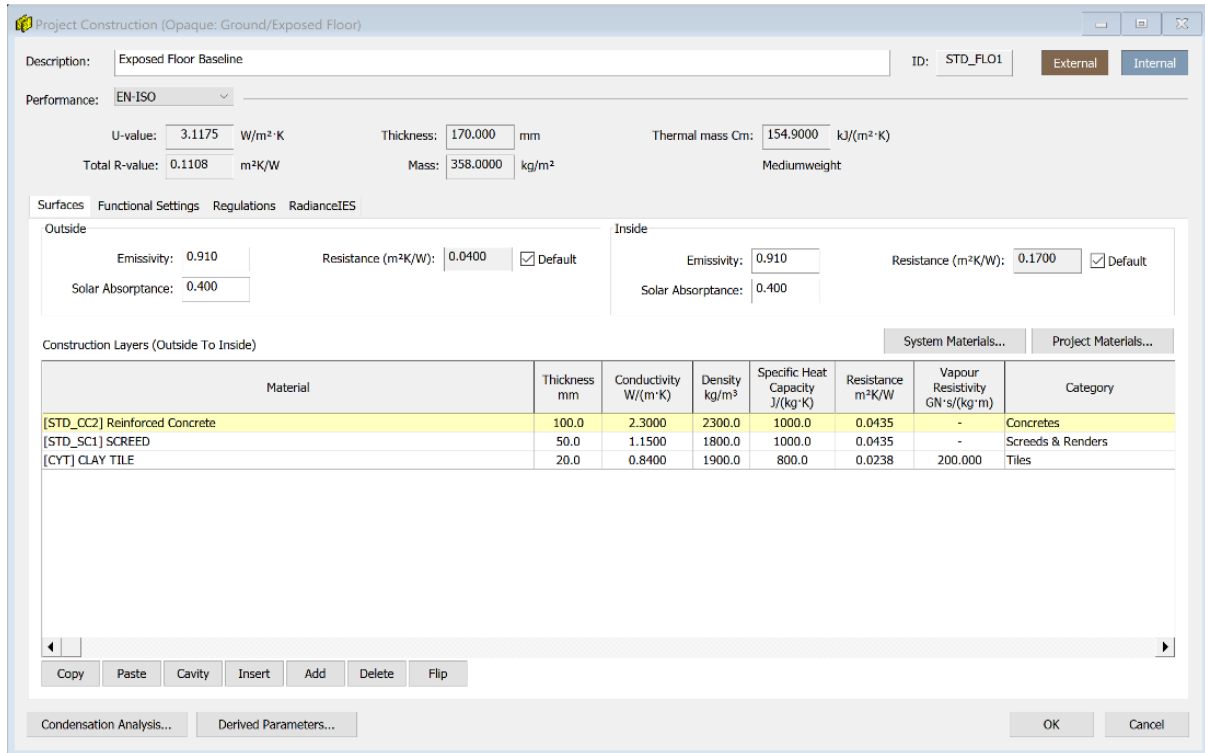 Project Construction (Opaque: Ground/Exposed Floor)
Description: Exposed Floor Baseline ID: STD_FLO1 External Internal
Performance: EN-ISO
U-value: 3.1175 W/m²·K Thickness: 170.000 mm Thermal mass Cm: 154.9000 kJ/(m²·K)
Total R-value: 0.1108 m²K/W Mass: 358.0000 kg/m² Mediumweight
Surfaces Functional Settings Regulations RadianceIES
Outside Inside
Emissivity: 0.910 Resistance (m²K/W): 0.0400 Default Emissivity: 0.910 Resistance (m²K/W): 0.1700 Default
Solar Absorptance: 0.400 Solar Absorptance: 0.400
Construction Layers (Outside To Inside) System Materials... Project Materials...
Material Thickness mm Conductivity W/(m·K) Density kg/m³ Specific Heat Capacity J/(kg·K) Resistance m²K/W Vapour Resistivity GN·s/(kg·m) Category
[STD_CC2] Reinforced Concrete 100.0 2.3000 2300.0 1000.0 0.0435 - Concretes
[STD_SC1] SCREED 50.0 1.1500 1800.0 1000.0 0.0435 - Screeds & Renders
[CYT] CLAY TILE 20.0 0.8400 1900.0 800.0 0.0238 200.000 Tiles
Copy Paste Cavity Insert Add Delete Flip
Condensation Analysis... Derived Parameters... OK Cancel